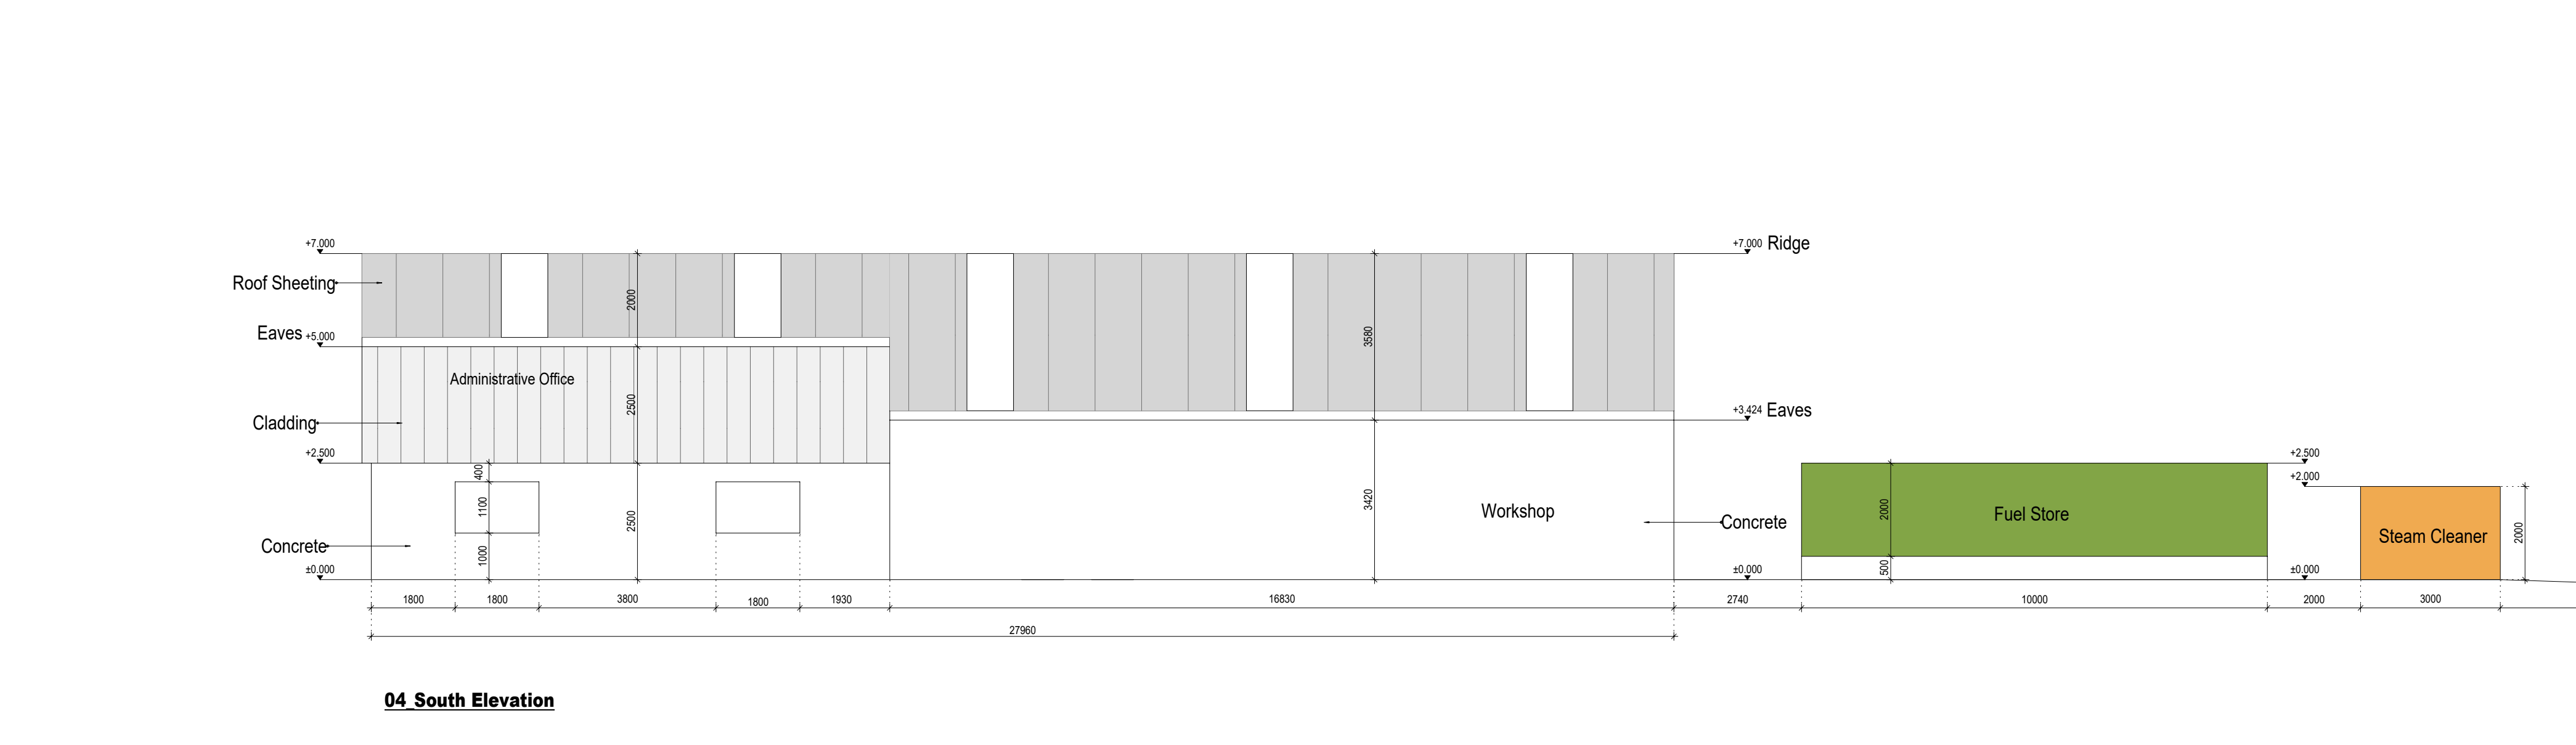 +7.000
+7.000 Ridge
Roof Sheeting
2000
3580
Eaves +5.000
Administrative Office
2500
+3.424 Eaves
Cladding
+2.500
+2.500
400
+2.000
1100
2500
3420
Workshop
Concrete
2000
Fuel Store
Steam Cleaner
2000
Concrete
1000
500
±0.000
±0.000
±0.000
1800
1800
3800
1800
1930
16830
2740
10000
2000
3000
27960
04_South Elevation